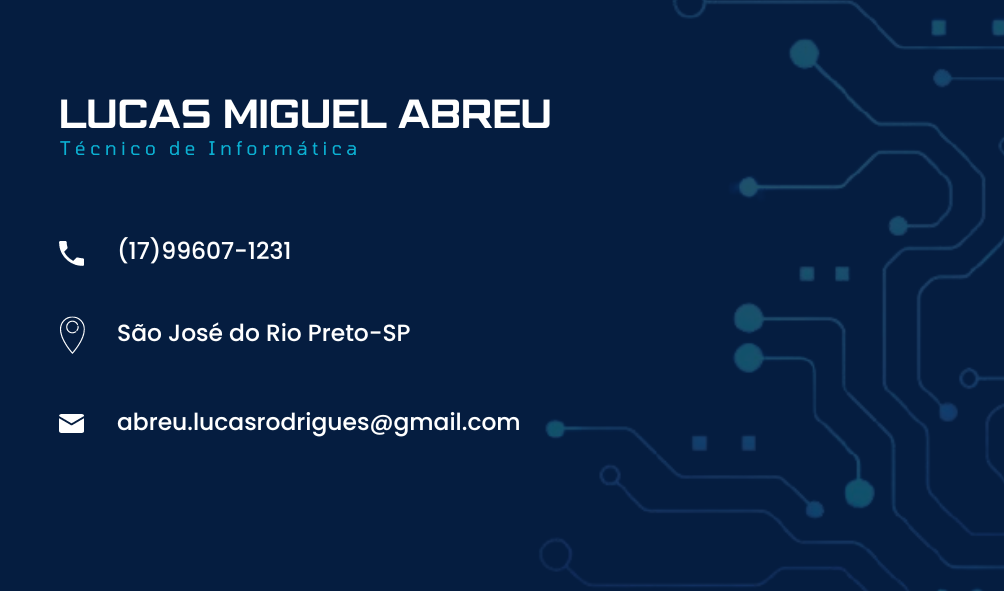 LUCAS MIGUEL ABREU
Técnico de Informática
(17)99607-1231
São José do Rio Preto-SP
abreu.lucasrodrigues@gmail.com